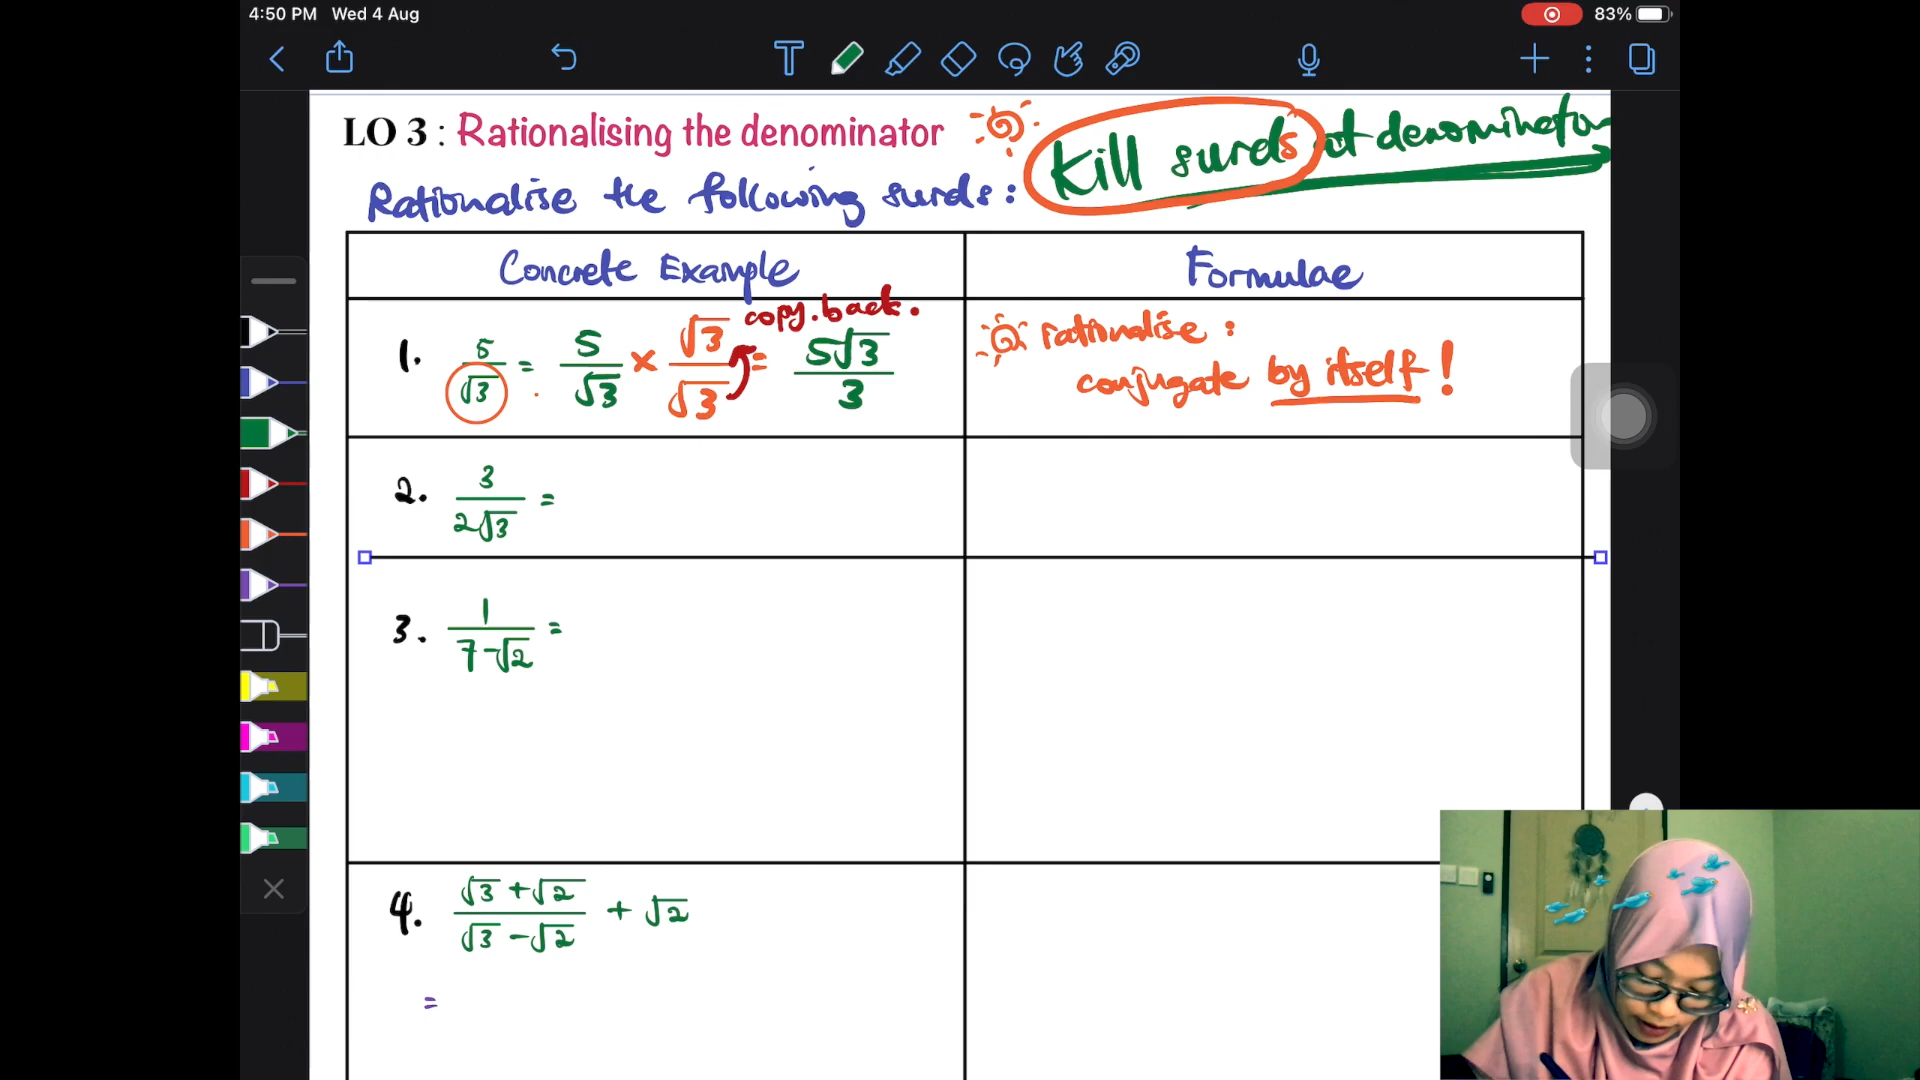 4:50 PM Wed 4 Aug
83%
LO 3 : Rationalising the denominator
Kill surds at denominator
Rationalise the following surds :
Concrete Example
Formulae
copy back.
1. 5/√3 = 5/√3 × √3/√3 = 5√3/3
rationalise :
conjugate by itself !
2. 3/2√3 =
3. 1/7-√2 =
4. √3 + √2/√3 - √2 + √2
=